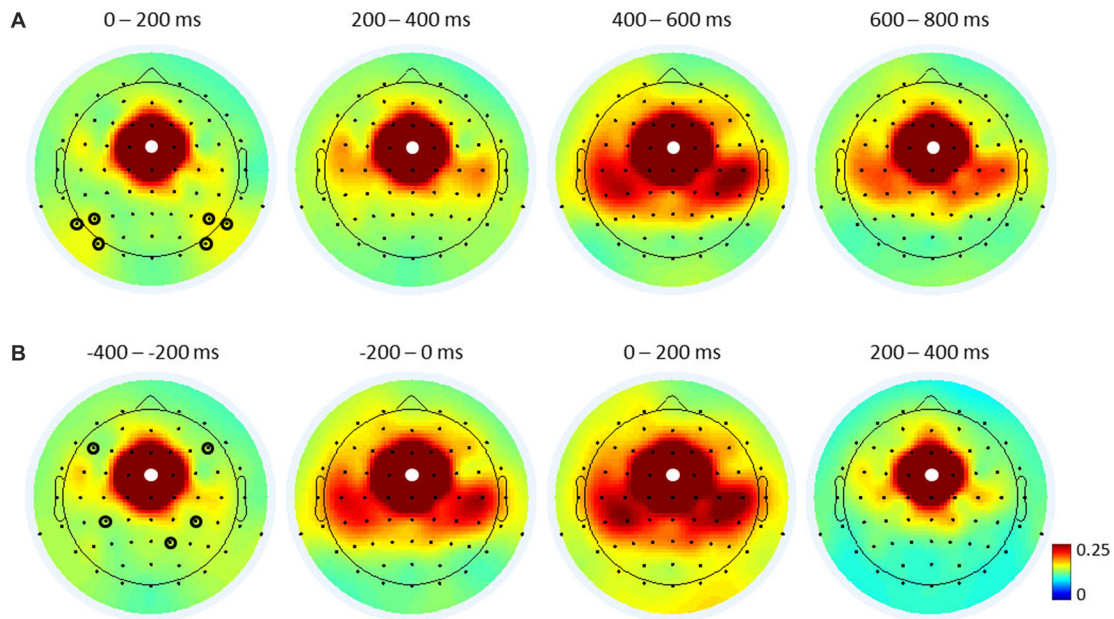 A
0 – 200 ms
200 – 400 ms
400 – 600 ms
600 – 800 ms
B
-400 – -200 ms
-200 – 0 ms
0 – 200 ms
200 – 400 ms
0.25
0